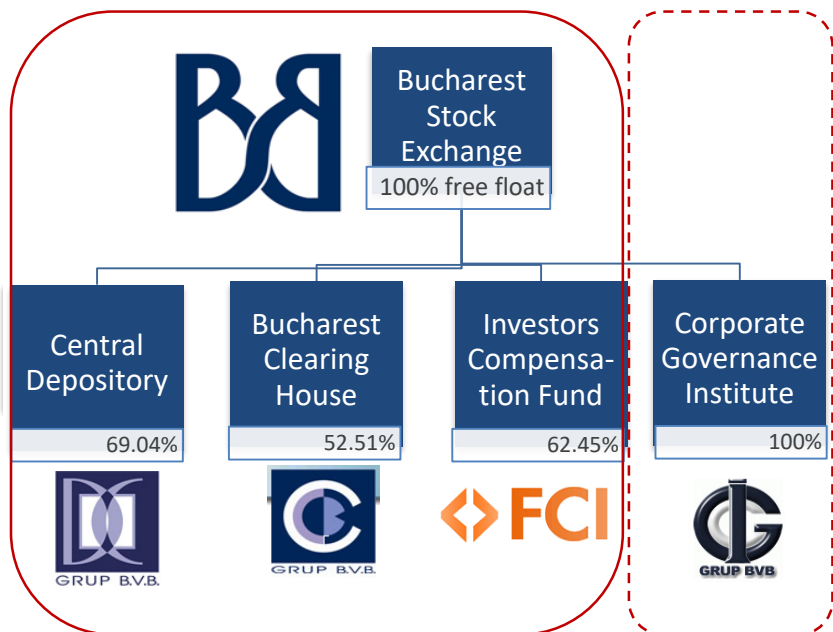 Bucharest
Stock
Exchange
100% free float
Central
Depository
69.04%
Bucharest
Clearing
House
52.51%
Investors
Compensa-
tion Fund
62.45%
Corporate
Governance
Institute
100%
GRUP B.V.B.
GRUP B.V.B.
FCI
GRUP BVB